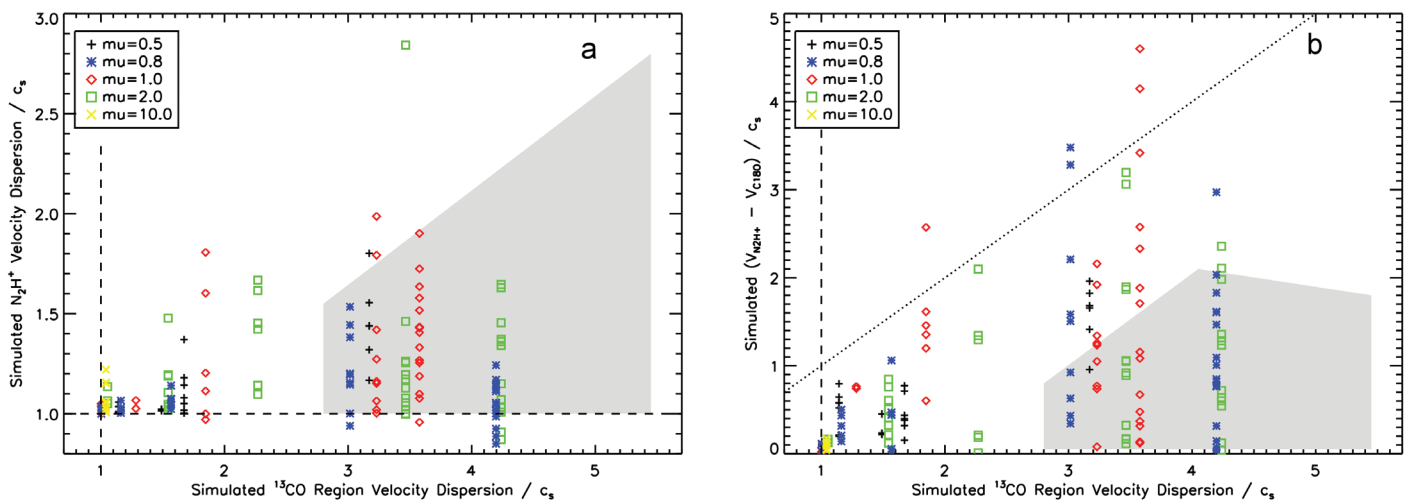 a
mu=0.5
mu=0.8
mu=1.0
mu=2.0
mu=10.0
3.0
2.5
2.0
1.5
1.0
Simulated N₂H⁺ Velocity Dispersion / cₛ
1 2 3 4 5
Simulated ¹³CO Region Velocity Dispersion / cₛ
b
mu=0.5
mu=0.8
mu=1.0
mu=2.0
mu=10.0
5
4
3
2
1
0
Simulated (V_N2H+ − V_C18O) / cₛ
1 2 3 4 5
Simulated ¹³CO Region Velocity Dispersion / cₛ